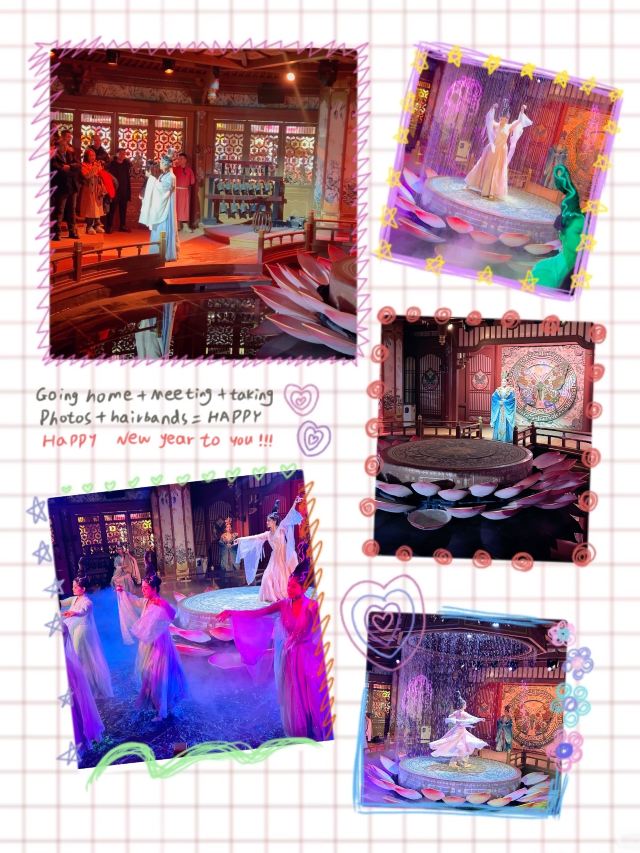 Going home + meeting + taking
Photos + hairbands = HAPPY
HAPPY New year to you!!!